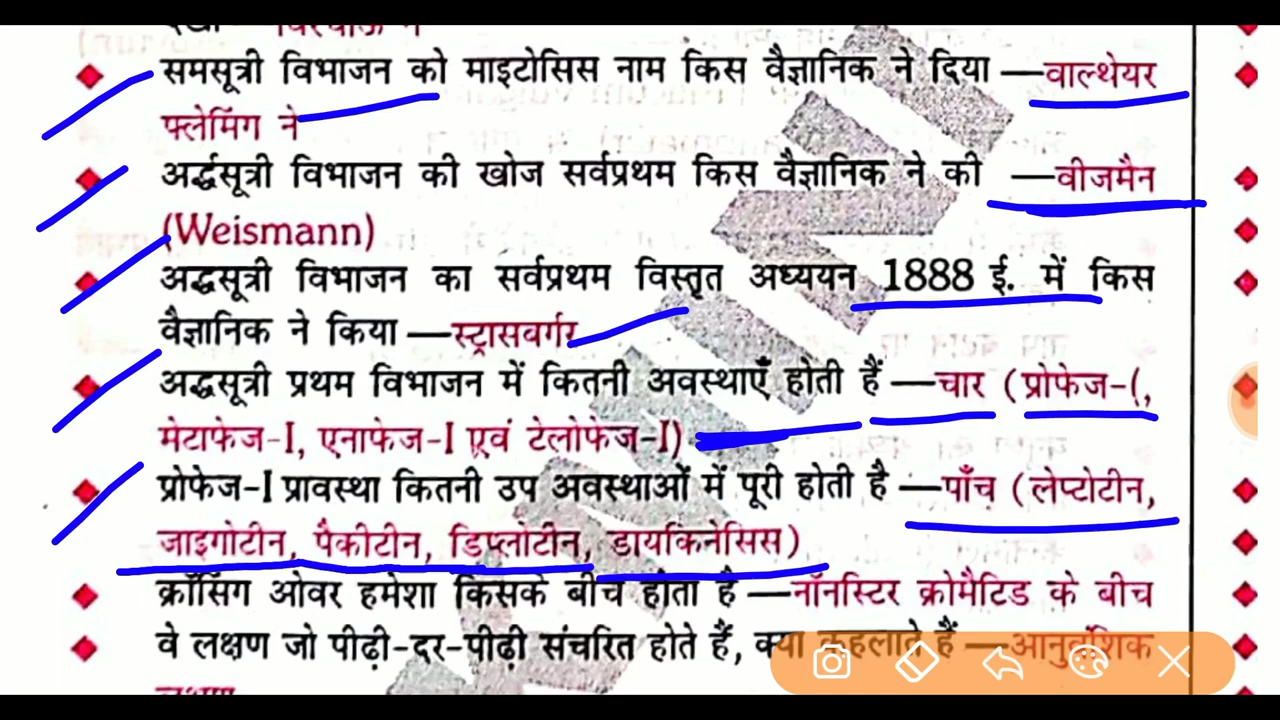 समसूत्री विभाजन को माइटोसिस नाम किस वैज्ञानिक ने दिया —वाल्थेयर
फ्लेमिंग ने
अर्द्धसूत्री विभाजन की खोज सर्वप्रथम किस वैज्ञानिक ने की —वीजमैन
(Weismann)
अर्द्धसूत्री विभाजन का सर्वप्रथम विस्तृत अध्ययन 1888 ई. में किस
वैज्ञानिक ने किया —स्ट्रासबर्गर
अर्द्धसूत्री प्रथम विभाजन में कितनी अवस्थाएँ होती हैं —चार (प्रोफेज-(,
मेटाफेज-I, एनाफेज-I एवं टेलोफेज-I)
प्रोफेज-I प्रावस्था कितनी उप अवस्थाओं में पूरी होती है —पाँच (लेप्टोटीन,
जाइगोटीन, पैकीटीन, डिप्लोटीन, डायकिनेसिस)
क्रॉसिंग ओवर हमेशा किसके बीच होता है —नॉनस्टिर क्रोमैटिड के बीच
वे लक्षण जो पीढ़ी-दर-पीढ़ी संचरित होते हैं, क्या कहलाते हैं —आनुवंशिक